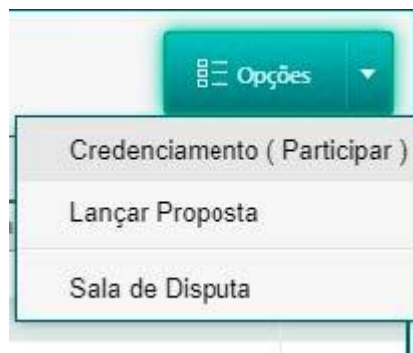 Opções
Credenciamento ( Participar )
Lançar Proposta
Sala de Disputa